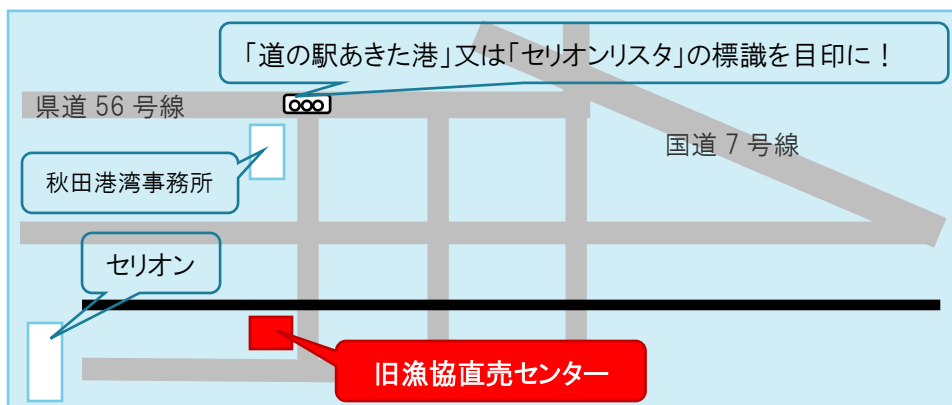 「道の駅あきた港」又は「セリオンリスタ」の標識を目印に！
県道 56 号線
国道 7 号線
秋田港湾事務所
セリオン
旧漁協直売センター